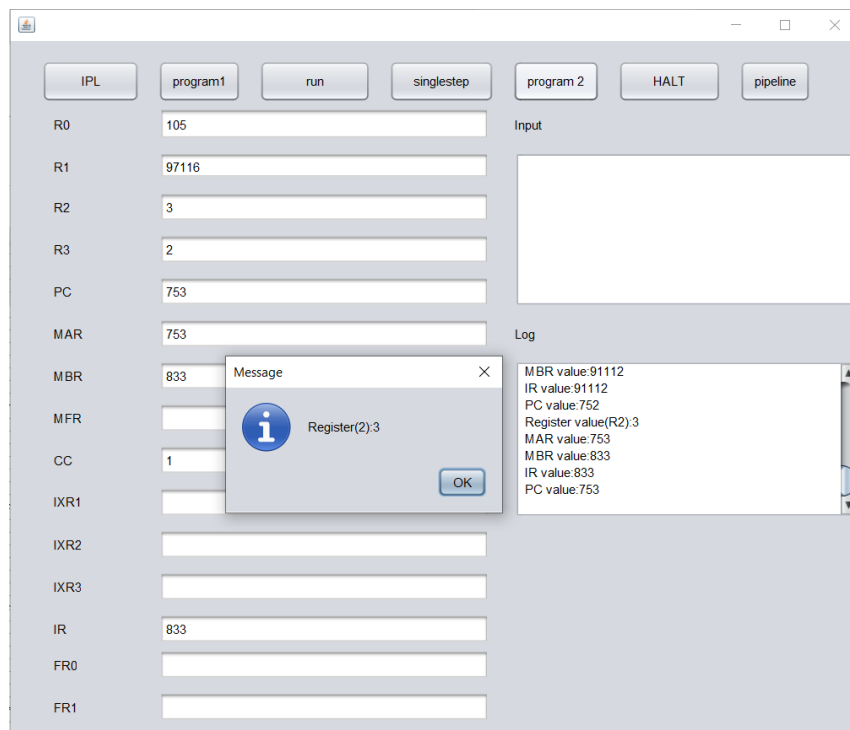 IPL program1 run singlestep program 2 HALT pipeline
R0 105 Input
R1 97116
R2 3
R3 2
PC 753
MAR 753 Log
MBR 833
Message
Register(2):3
OK
MBR value:91112
IR value:91112
PC value:752
Register value(R2):3
MAR value:753
MBR value:833
IR value:833
PC value:753
MFR
CC 1
IXR1
IXR2
IXR3
IR 833
FR0
FR1